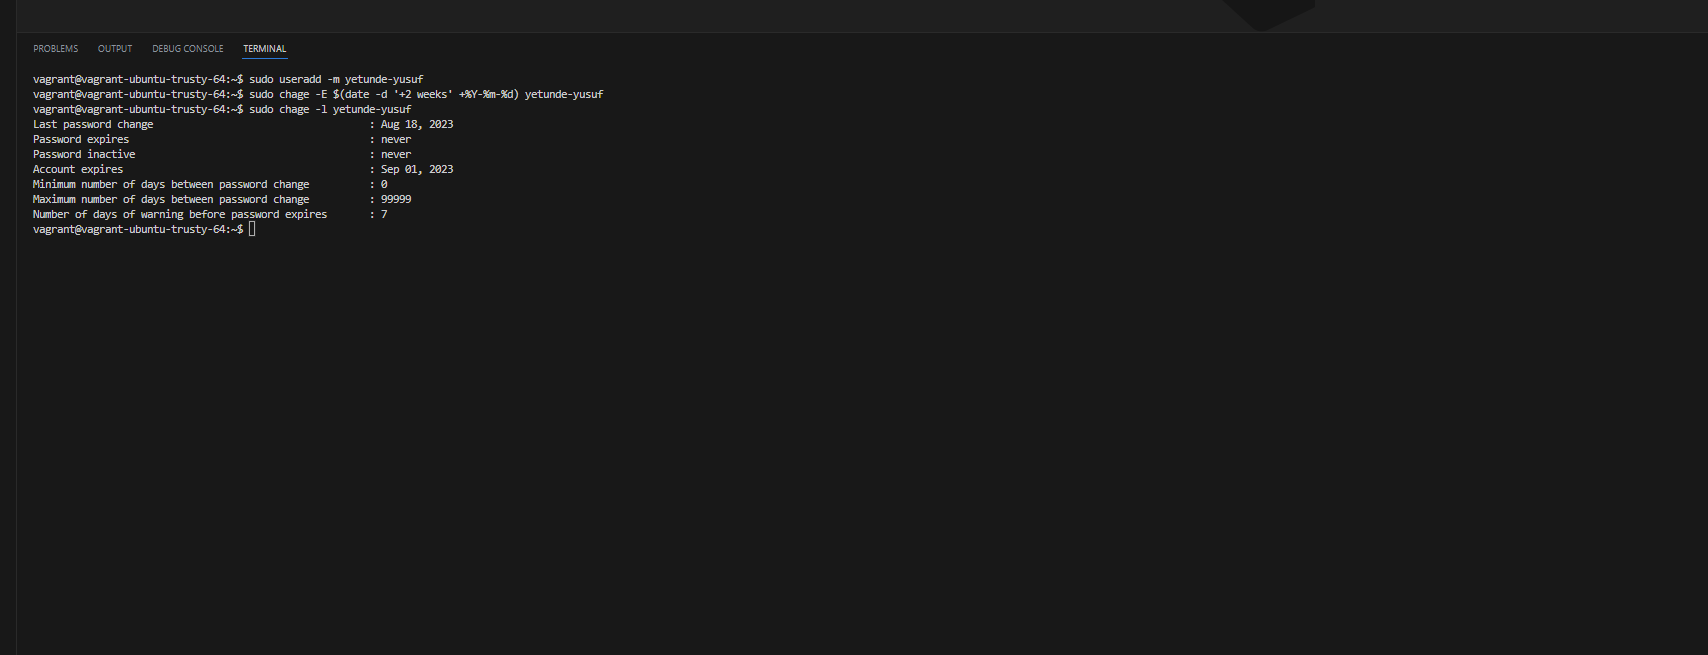 PROBLEMS OUTPUT DEBUG CONSOLE TERMINAL
vagrant@vagrant-ubuntu-trusty-64:~$ sudo useradd -m yetunde-yusuf
vagrant@vagrant-ubuntu-trusty-64:~$ sudo chage -E $(date -d '+2 weeks' +%Y-%m-%d) yetunde-yusuf
vagrant@vagrant-ubuntu-trusty-64:~$ sudo chage -l yetunde-yusuf
Last password change : Aug 18, 2023
Password expires : never
Password inactive : never
Account expires : Sep 01, 2023
Minimum number of days between password change : 0
Maximum number of days between password change : 99999
Number of days of warning before password expires : 7
vagrant@vagrant-ubuntu-trusty-64:~$